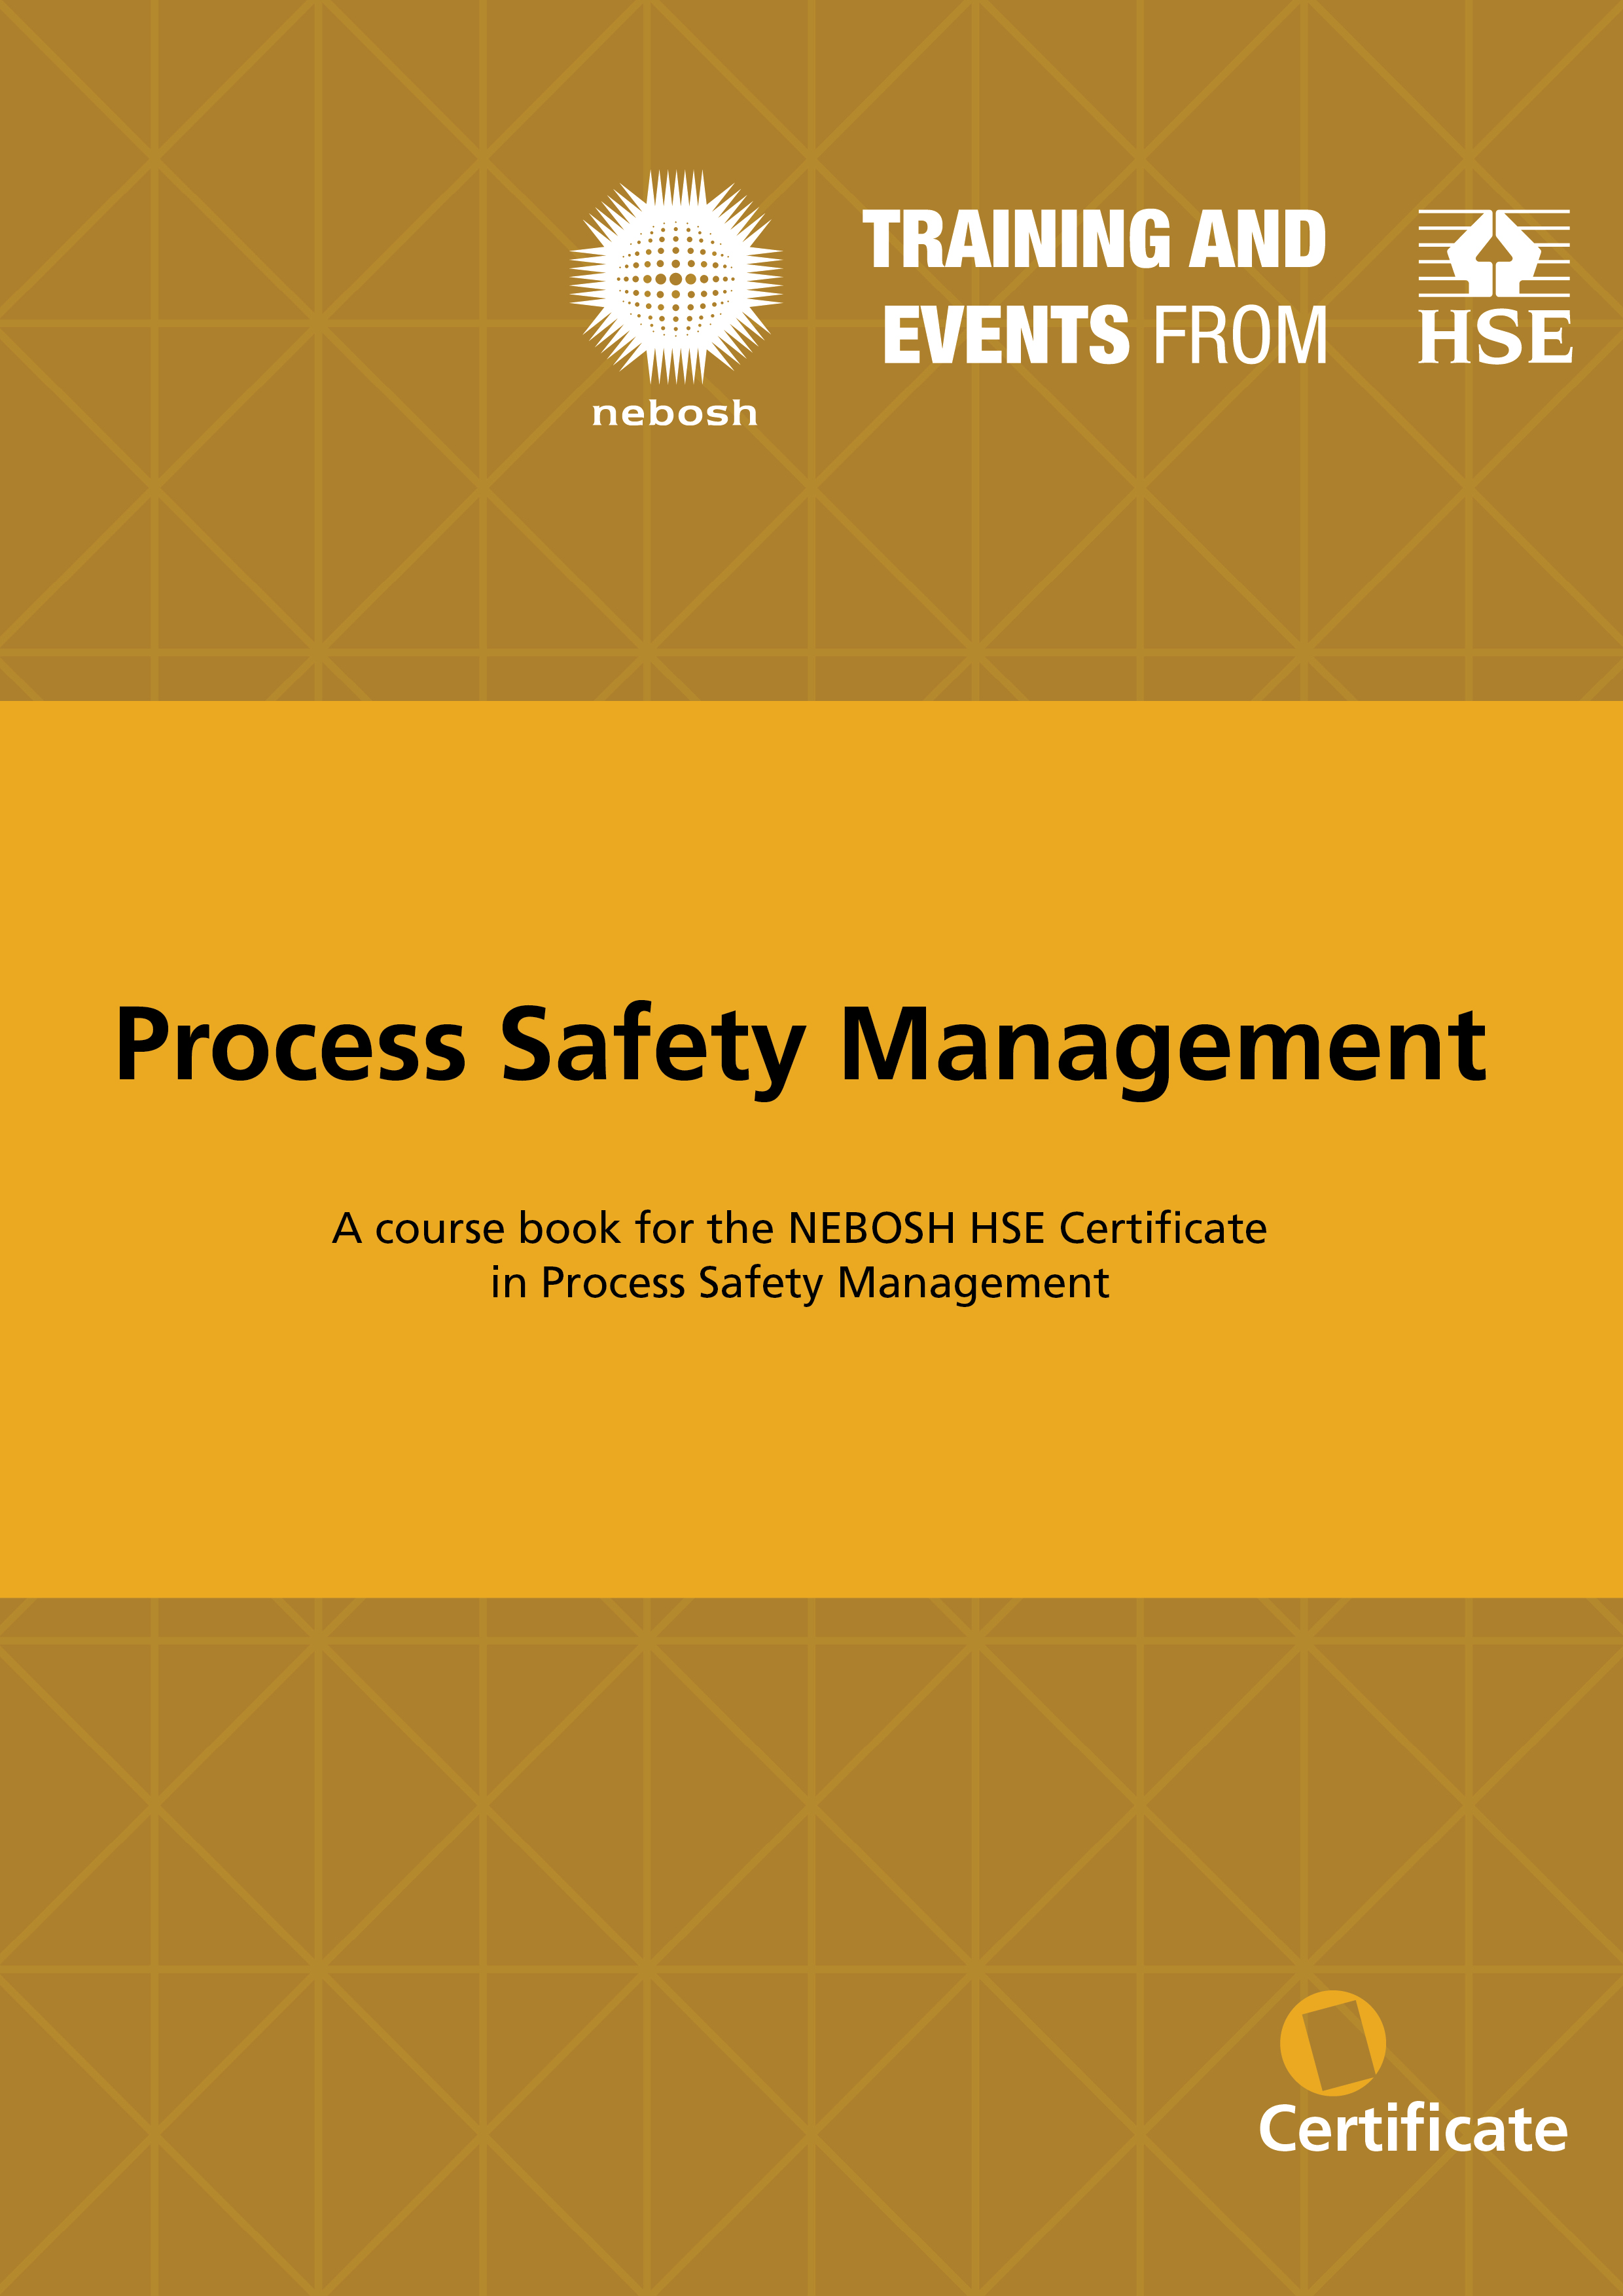 nebosh
TRAINING AND
EVENTS FROM
HSE
Process Safety Management
A course book for the NEBOSH HSE Certificate
in Process Safety Management
Certificate